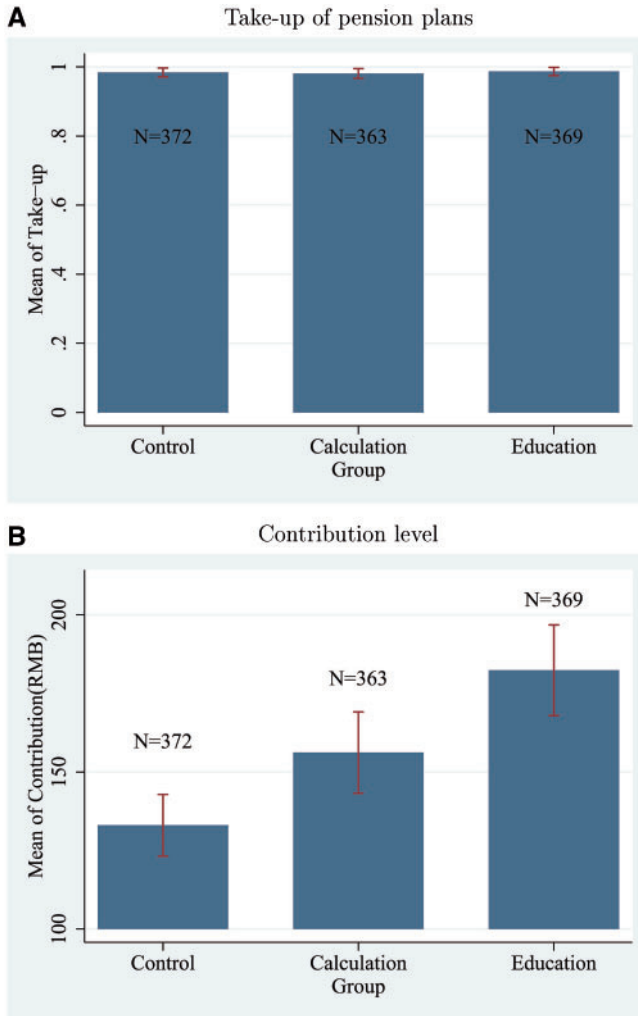 A
Take-up of pension plans
Mean of Take-up
1
.8
.6
.4
.2
0
N=372
N=363
N=369
Control
Calculation
Education
Group
B
Contribution level
Mean of Contribution(RMB)
200
150
100
N=372
N=363
N=369
Control
Calculation
Education
Group